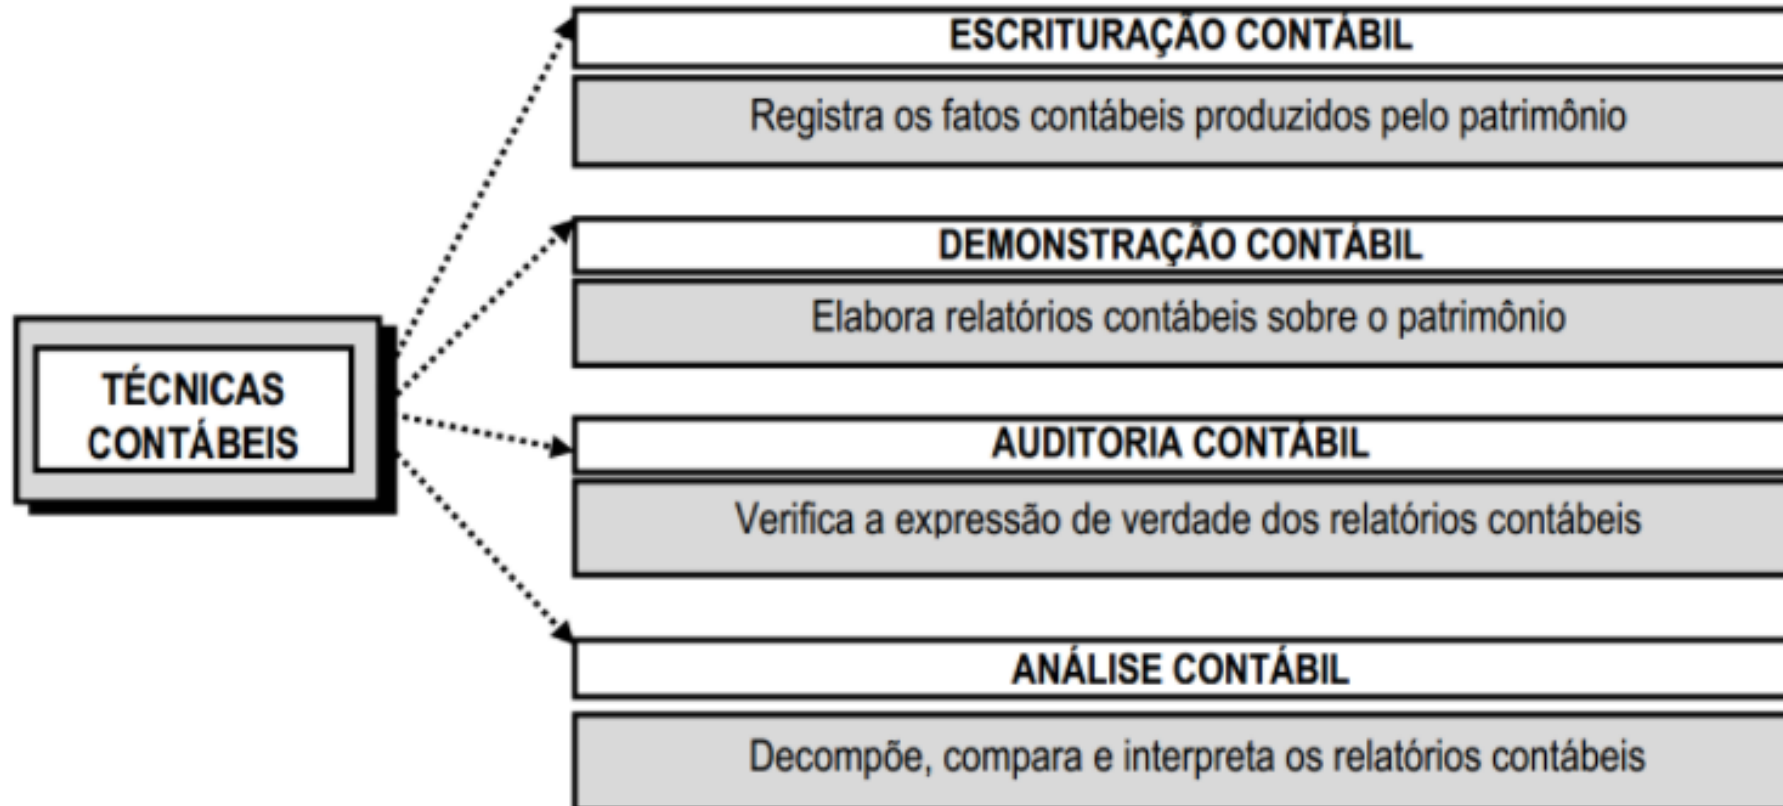 ESCRITURAÇÃO CONTÁBIL
Registra os fatos contábeis produzidos pelo patrimônio
DEMONSTRAÇÃO CONTÁBIL
Elabora relatórios contábeis sobre o patrimônio
TÉCNICAS
CONTÁBEIS
AUDITORIA CONTÁBIL
Verifica a expressão de verdade dos relatórios contábeis
ANÁLISE CONTÁBIL
Decompõe, compara e interpreta os relatórios contábeis